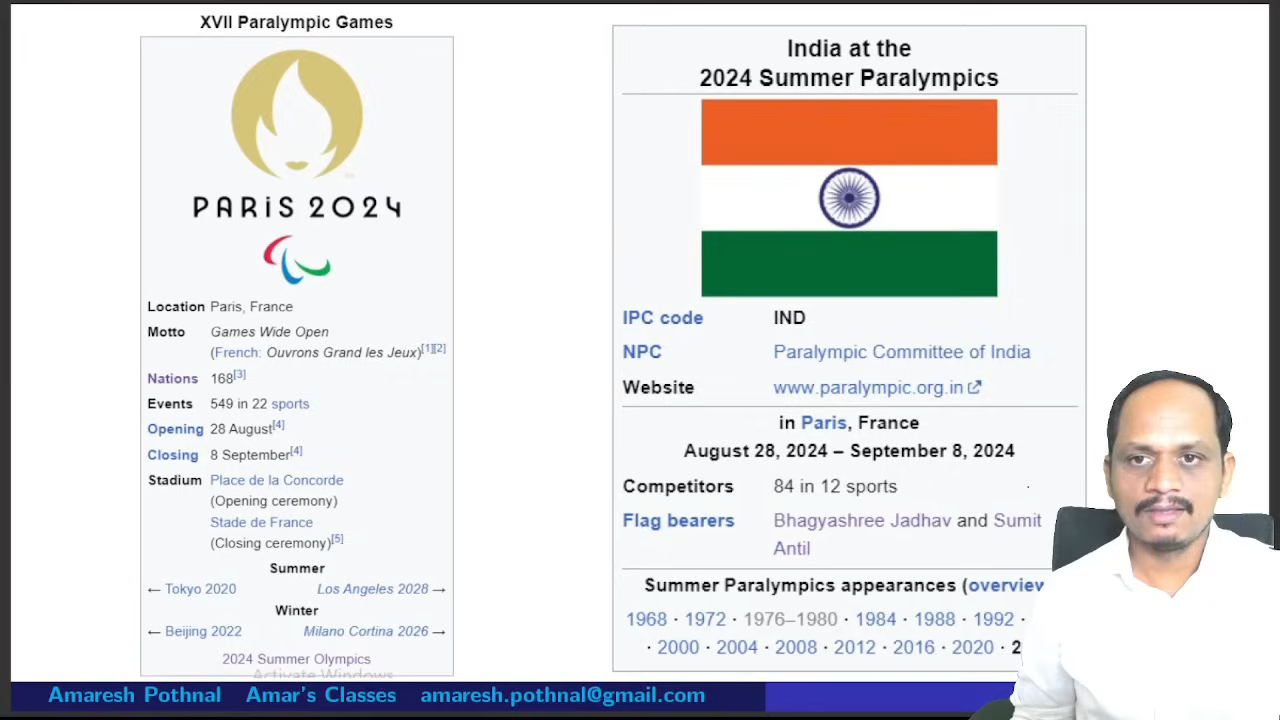 XVII Paralympic Games
PARiS 2024
Location Paris, France
Motto Games Wide Open
(French: Ouvrons Grand les Jeux)[1][2]
Nations 168[3]
Events 549 in 22 sports
Opening 28 August[4]
Closing 8 September[4]
Stadium Place de la Concorde
(Opening ceremony)
Stade de France
(Closing ceremony)[5]
Summer
← Tokyo 2020 Los Angeles 2028 →
Winter
← Beijing 2022 Milano Cortina 2026 →
2024 Summer Olympics
Activate Windows
India at the
2024 Summer Paralympics
IPC code IND
NPC Paralympic Committee of India
Website www.paralympic.org.in
in Paris, France
August 28, 2024 – September 8, 2024
Competitors 84 in 12 sports
Flag bearers Bhagyashree Jadhav and Sumit
Antil
Summer Paralympics appearances (overview
1968 · 1972 · 1976–1980 · 1984 · 1988 · 1992 ·
· 2000 · 2004 · 2008 · 2012 · 2016 · 2020 · 2
Amaresh Pothnal Amar's Classes amaresh.pothnal@gmail.com